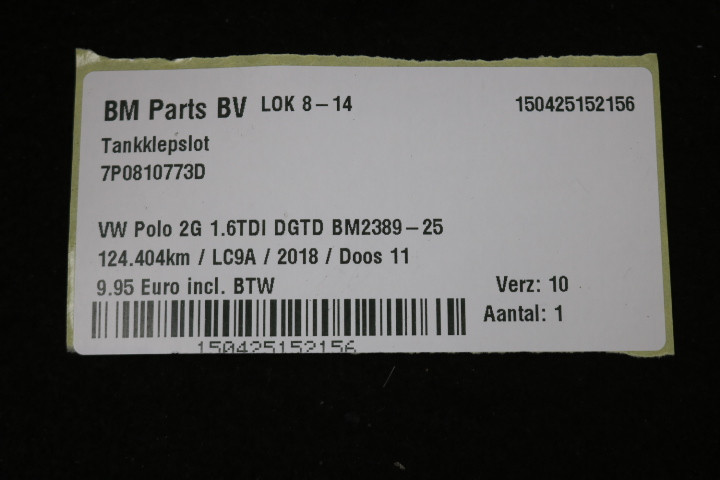 BM Parts BV LOK 8-14 150425152156
Tankklepslot
7P0810773D
VW Polo 2G 1.6TDI DGTD BM2389-25
124.404km / LC9A / 2018 / Doos 11
9.95 Euro incl. BTW Verz: 10
Aantal: 1
150425152156